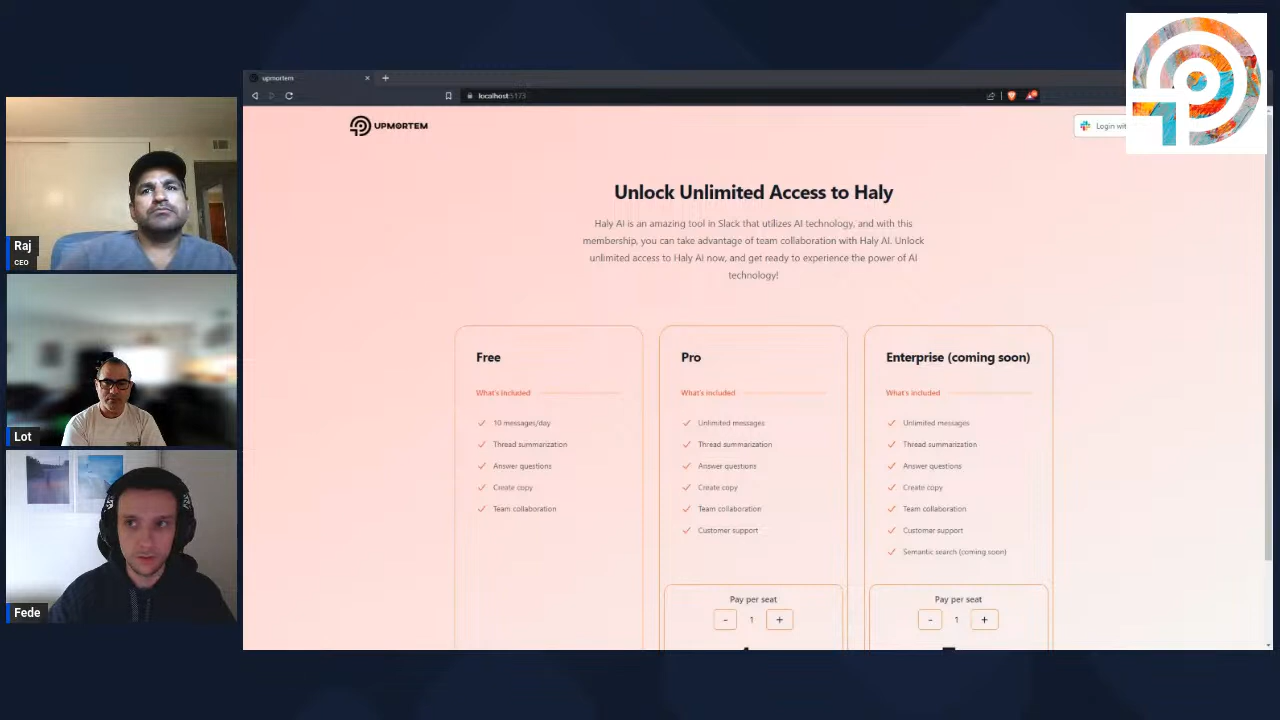 upmortem
localhost:5173
UPMORTEM
Login wit
Unlock Unlimited Access to Haly
Haly AI is an amazing tool in Slack that utilizes AI technology, and with this
membership, you can take advantage of team collaboration with Haly AI. Unlock
unlimited access to Haly AI now, and get ready to experience the power of AI
technology!
Free
What's included
10 messages/day
Thread summarization
Answer questions
Create copy
Team collaboration
Pro
What's included
Unlimited messages
Thread summarization
Answer questions
Create copy
Team collaboration
Customer support
Pay per seat
- 1 +
Enterprise (coming soon)
What's included
Unlimited messages
Thread summarization
Answer questions
Create copy
Team collaboration
Customer support
Semantic search (coming soon)
Pay per seat
- 1 +
Raj
CEO
Lot
Fede